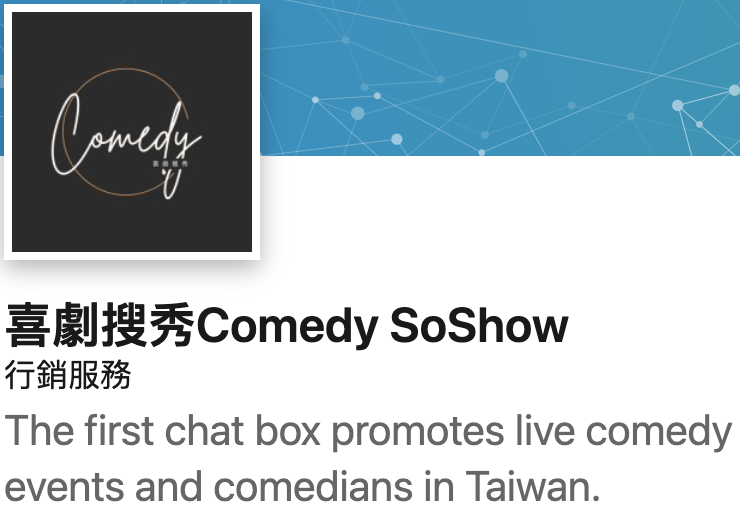 Comedy
喜劇搜秀
喜劇搜秀Comedy SoShow
行銷服務
The first chat box promotes live comedy
events and comedians in Taiwan.